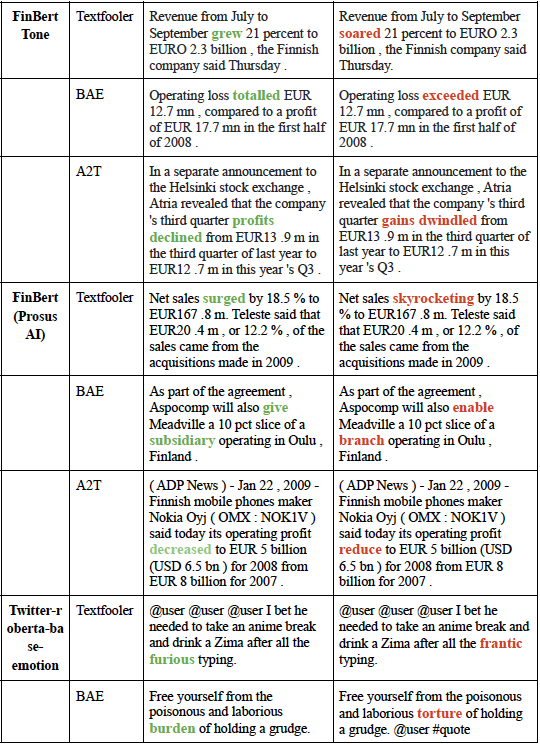 FinBert
Tone
Textfooler
Revenue from July to
September grew 21 percent to
EURO 2.3 billion , the Finnish
company said Thursday .
Revenue from July to September
soared 21 percent to EURO 2.3
billion , the Finnish company said
Thursday.
BAE
Operating loss totalled EUR
12.7 mn , compared to a profit
of EUR 17.7 mn in the first half
of 2008 .
Operating loss exceeded EUR
12.7 mn , compared to a profit
of EUR 17.7 mn in the first half of
2008 .
A2T
In a separate announcement to
the Helsinki stock exchange ,
Atria revealed that the company
's third quarter profits
declined from EUR13 .9 m in
the third quarter of last year to
EUR12 .7 m in this year 's Q3 .
In a separate announcement to the
Helsinki stock exchange , Atria
revealed that the company 's third
quarter gains dwindled from
EUR13 .9 m in the third quarter of
last year to EUR12 .7 m in this
year 's Q3 .
FinBert
(Prosus
AI)
Textfooler
Net sales surged by 18.5 % to
EUR167 .8 m. Teleste said that
EUR20 .4 m , or 12.2 % , of the
sales came from the
acquisitions made in 2009 .
Net sales skyrocketing by 18.5
% to EUR167 .8 m. Teleste said
that EUR20 .4 m , or 12.2 % , of
the sales came from the
acquisitions made in 2009 .
BAE
As part of the agreement ,
Aspocomp will also give
Meadville a 10 pct slice of a
subsidiary operating in Oulu ,
Finland .
As part of the agreement ,
Aspocomp will also enable
Meadville a 10 pct slice of a
branch operating in Oulu ,
Finland .
A2T
( ADP News ) - Jan 22 , 2009 -
Finnish mobile phones maker
Nokia Oyj ( OMX : NOK1V )
said today its operating profit
decreased to EUR 5 billion
(USD 6.5 bn ) for 2008 from
EUR 8 billion for 2007 .
( ADP News ) - Jan 22 , 2009 -
Finnish mobile phones maker
Nokia Oyj ( OMX : NOK1V )
said today its operating profit
reduce to EUR 5 billion (USD
6.5 bn ) for 2008 from EUR 8
billion for 2007 .
Twitter-r
oberta-ba
se-
emotion
Textfooler
@user @user @user I bet he
needed to take an anime break
and drink a Zima after all the
furious typing.
@user @user @user I bet he
needed to take an anime break and
drink a Zima after all the frantic
typing.
BAE
Free yourself from the
poisonous and laborious
burden of holding a grudge.
Free yourself from the poisonous
and laborious torture of holding
a grudge. @user #quote